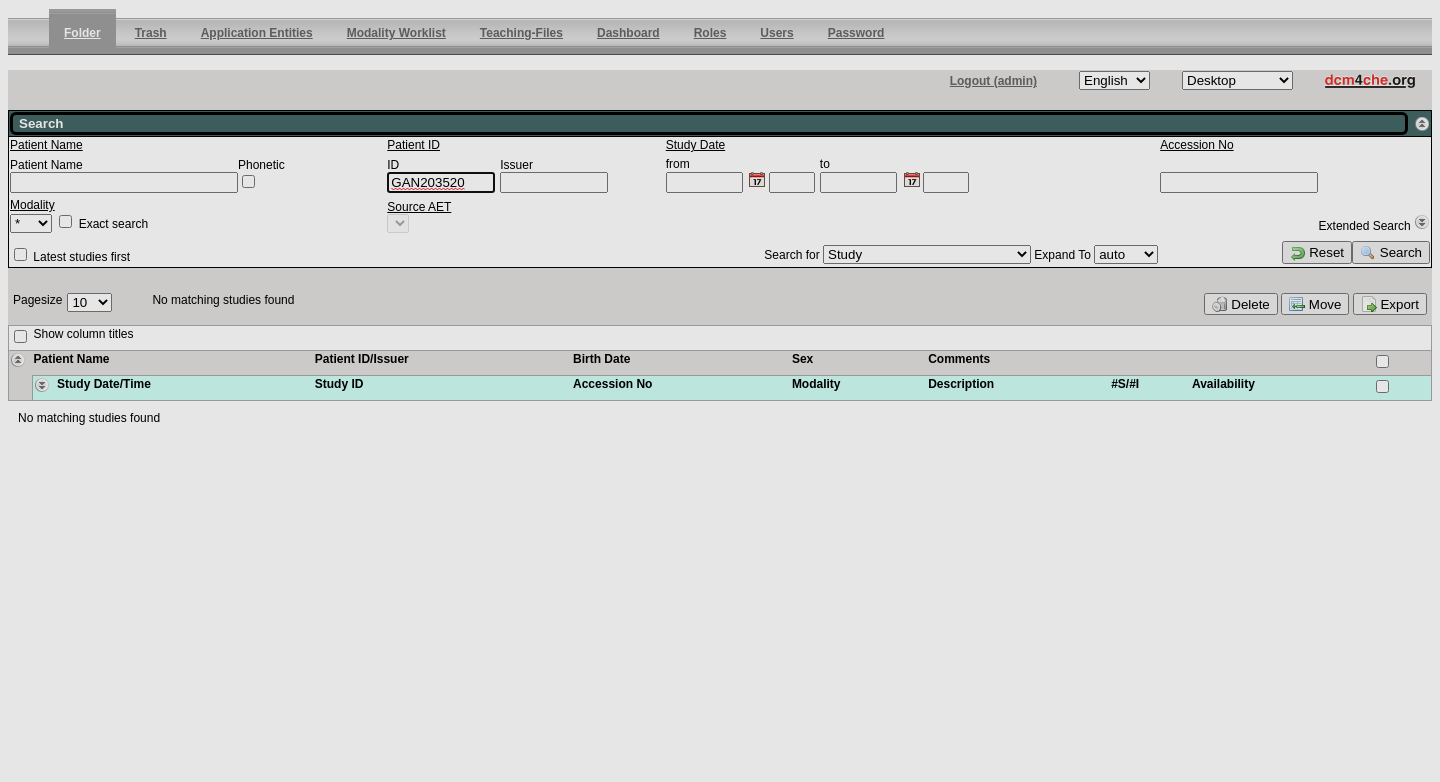 Folder Trash Application Entities Modality Worklist Teaching-Files Dashboard Roles Users Password
Logout (admin) English Desktop dcm4che.org
Search
Patient Name Patient ID Study Date Accession No
Patient Name Phonetic ID Issuer from to
GAN203520 17 17
Modality Source AET
* Exact search Extended Search
Latest studies first Search for Study Expand To auto Reset Search
Pagesize 10 No matching studies found Delete Move Export
Show column titles
Patient Name Patient ID/Issuer Birth Date Sex Comments
Study Date/Time Study ID Accession No Modality Description #S/#I Availability
No matching studies found